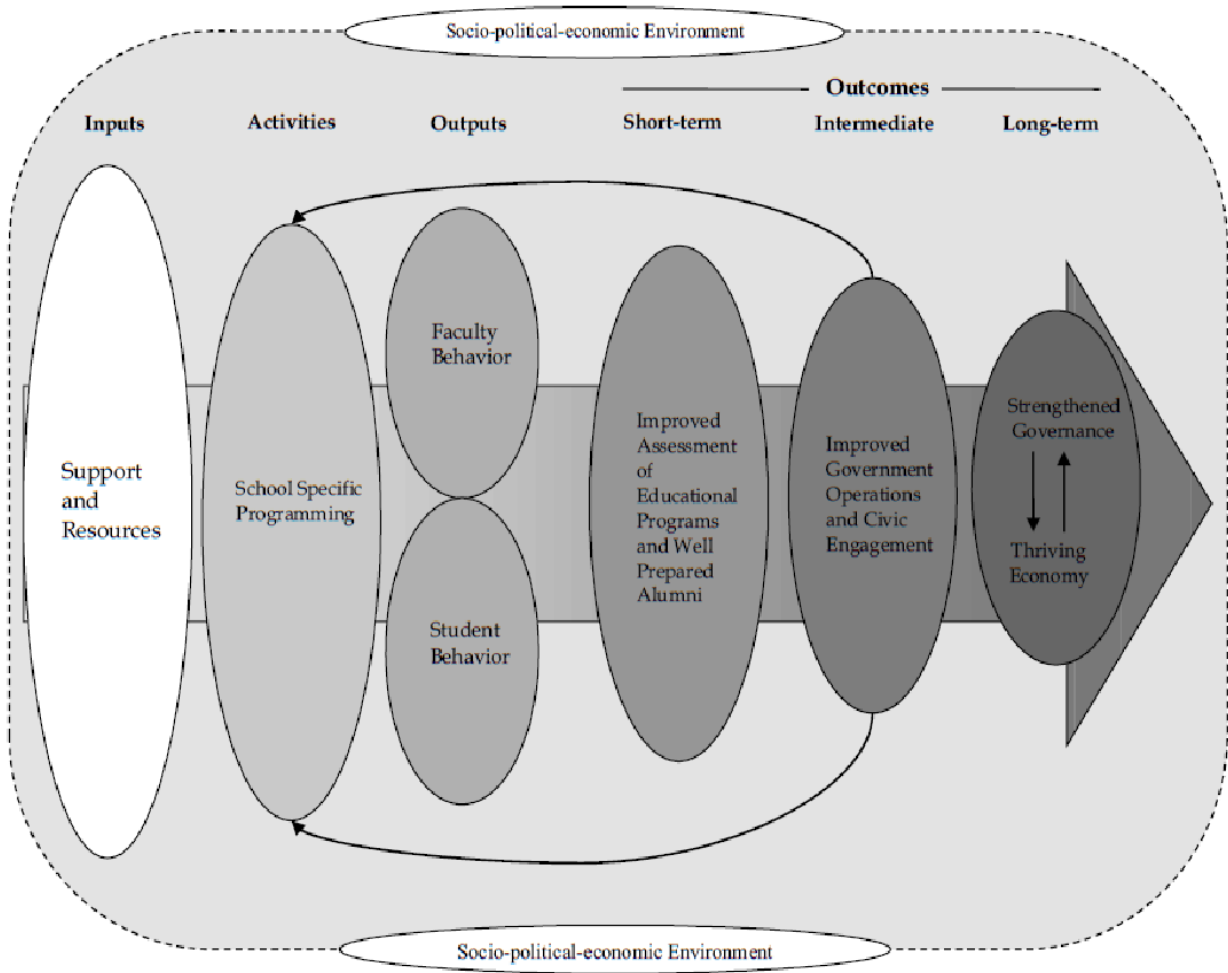 Socio-political-economic Environment
Outcomes
Inputs
Activities
Outputs
Short-term
Intermediate
Long-term
Support
and
Resources
School Specific
Programming
Faculty
Behavior
Student
Behavior
Improved
Assessment
of
Educational
Programs
and Well
Prepared
Alumni
Improved
Government
Operations
and Civic
Engagement
Strengthened
Governance
Thriving
Economy
Socio-political-economic Environment